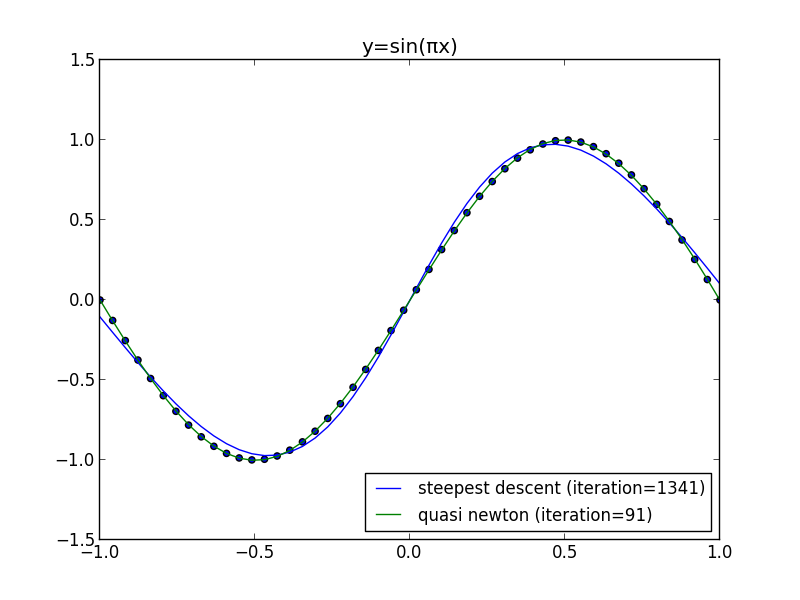 y=sin(πx)
1.5
1.0
0.5
0.0
−0.5
−1.0
−1.5
−1.0 −0.5 0.0 0.5 1.0
steepest descent (iteration=1341)
quasi newton (iteration=91)